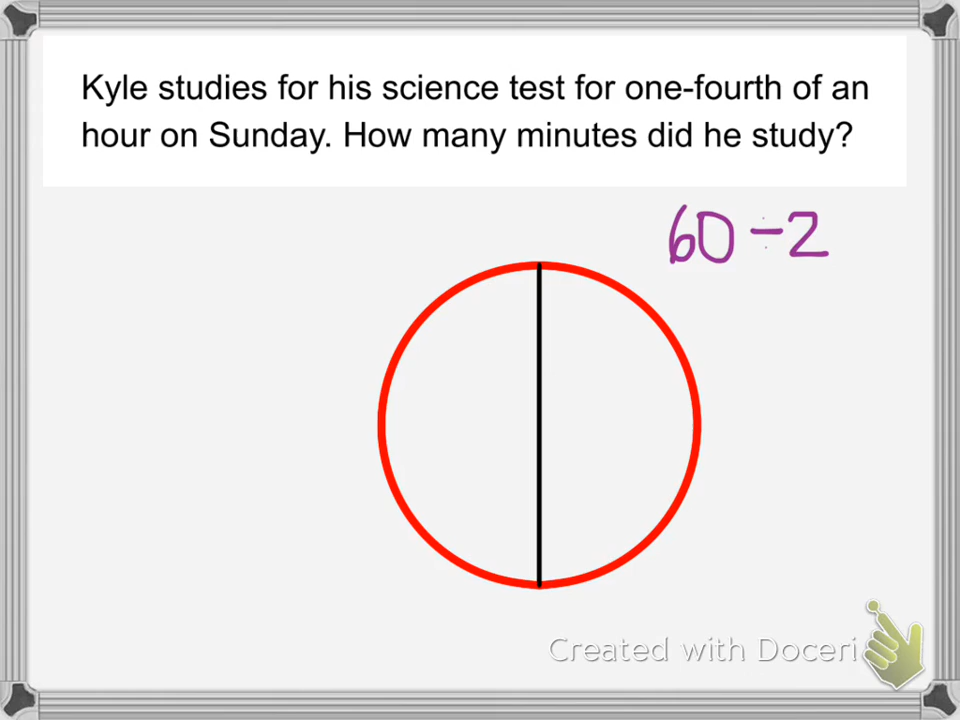 Kyle studies for his science test for one-fourth of an
hour on Sunday. How many minutes did he study?
60 ÷ 2
Created with Doceri